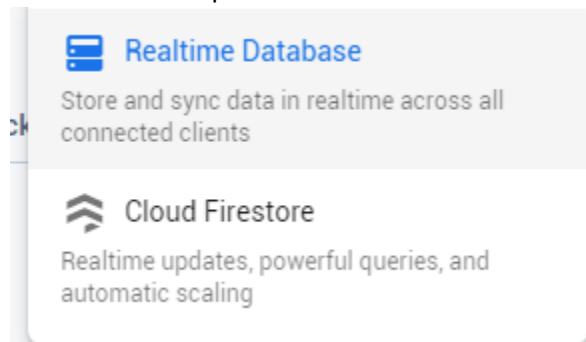 Realtime Database
Store and sync data in realtime across all
ck
connected clients
Cloud Firestore
Realtime updates, powerful queries, and
automatic scaling